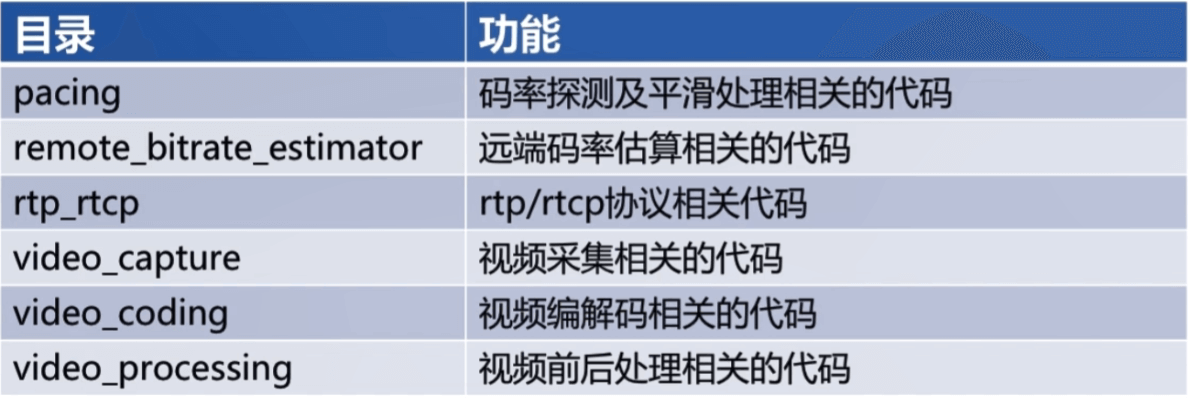 目录 功能
pacing 码率探测及平滑处理相关的代码
remote_bitrate_estimator 远端码率估算相关的代码
rtp_rtcp rtp/rtcp协议相关代码
video_capture 视频采集相关的代码
video_coding 视频编解码相关的代码
video_processing 视频前后处理相关的代码